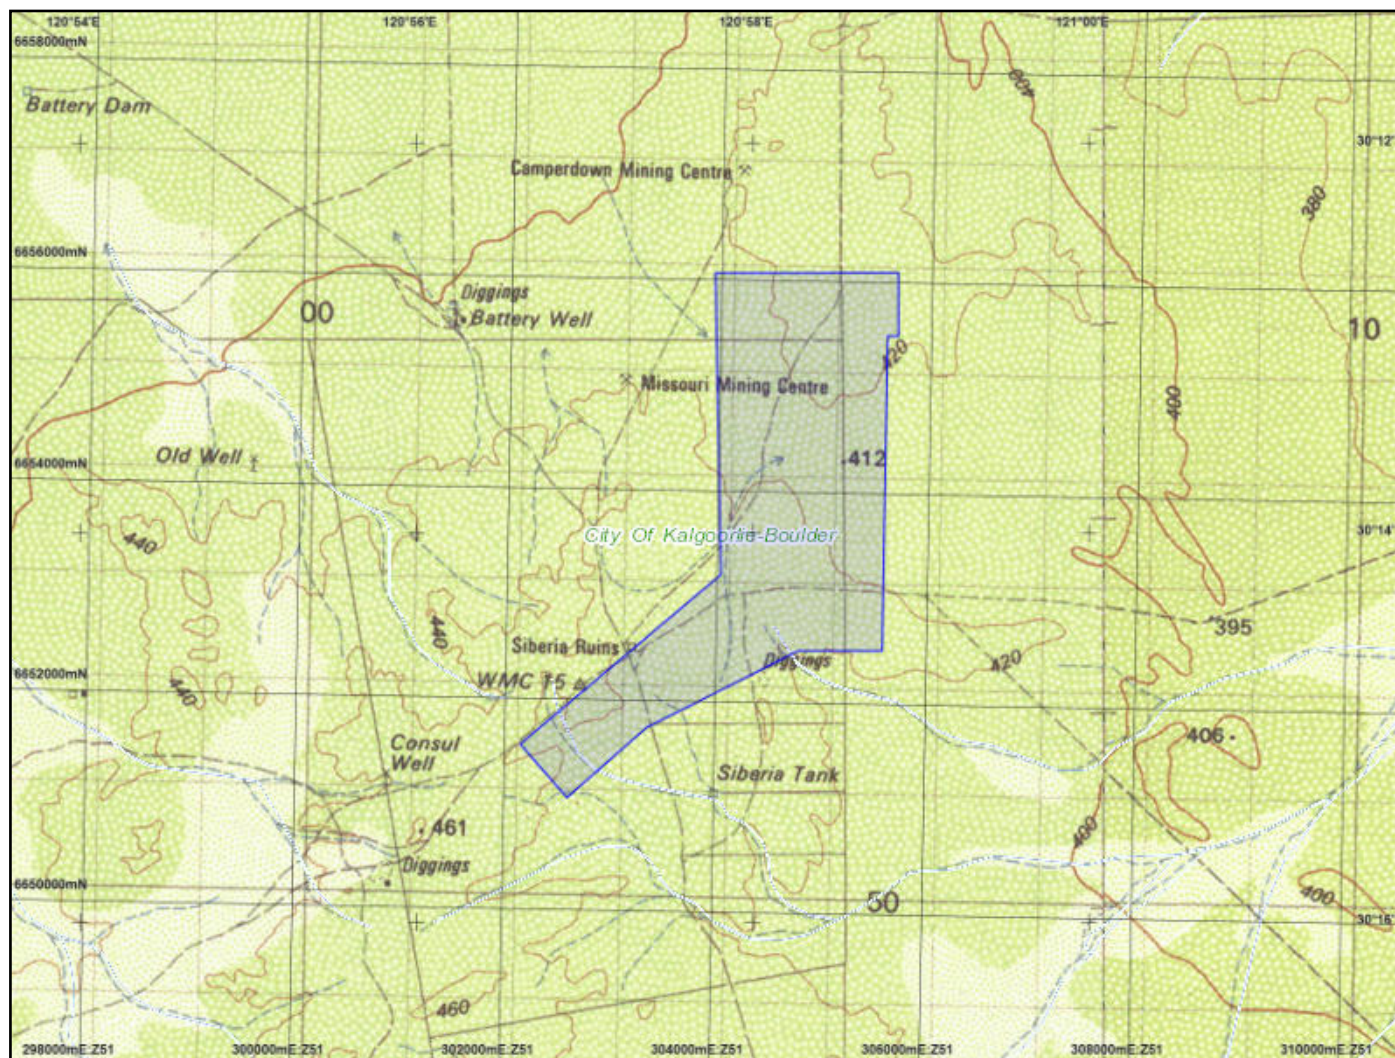 120°54'E
120°56'E
120°58'E
121°00'E
6658000mN
400
Battery Dam
30°12'
Camperdown Mining Centre
380
6656000mN
Diggings
00
Battery Well
10
420
Missouri Mining Centre
400
Old Well
412
6654000mN
City Of Kalgoorlie-Boulder
30°14'
440
395
440
Siberia Ruins
Diggings
420
6652000mN
WMC 15
440
406
Consul
Well
Siberia Tank
461
400
Diggings
6650000mN
50
400
30°16'
460
298000mE:Z51
300000mE:Z51
302000mE:Z51
304000mE:Z51
306000mE:Z51
308000mE:Z51
310000mE:Z51